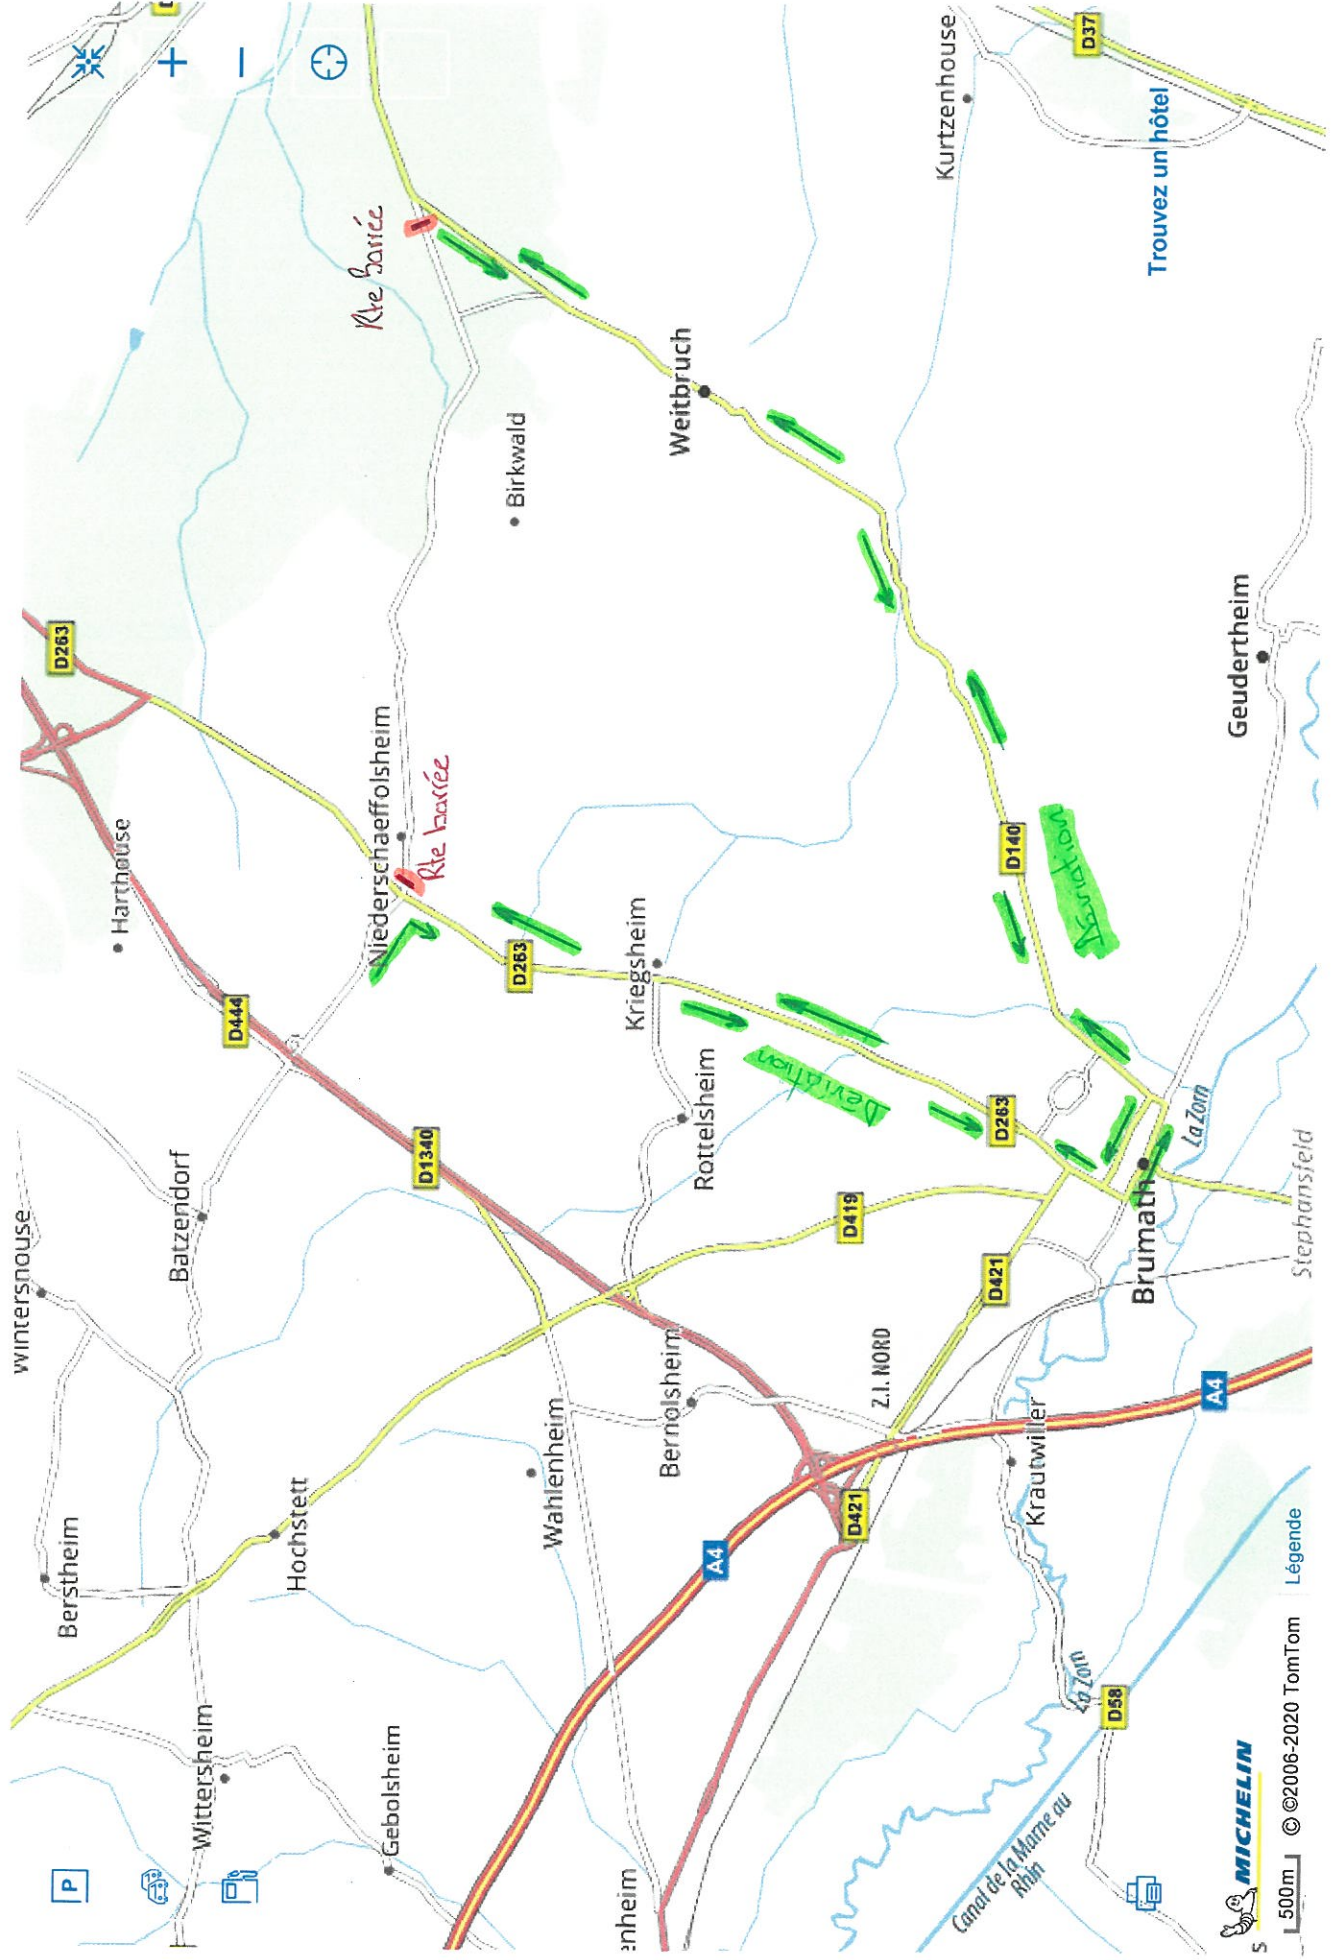 Wintershouse
P
Berstheim
D263
Harthouse
Batzendorf
Wittersheim
D444
Hochstett
Niederschaeffolsheim
Rte Barrée
Gebolsheim
D1340
Rte barrée
Birkwald
D263
Wahlenheim
nheim
Kriegsheim
Bernolsheim
Weitbruch
Rottelsheim
A4
Déviation
D419
D421
Z.I. NORD
Kurtzenhouse
D421
D263
D140
Canal de la Marne au
Rhin
Krautwiller
Déviation
La Zorn
D37
D58
Brumath
Trouvez un hôtel
La Zorn
A4
Geudertheim
MICHELIN
500m © ©2006-2020 TomTom Légende
Stephansfeld